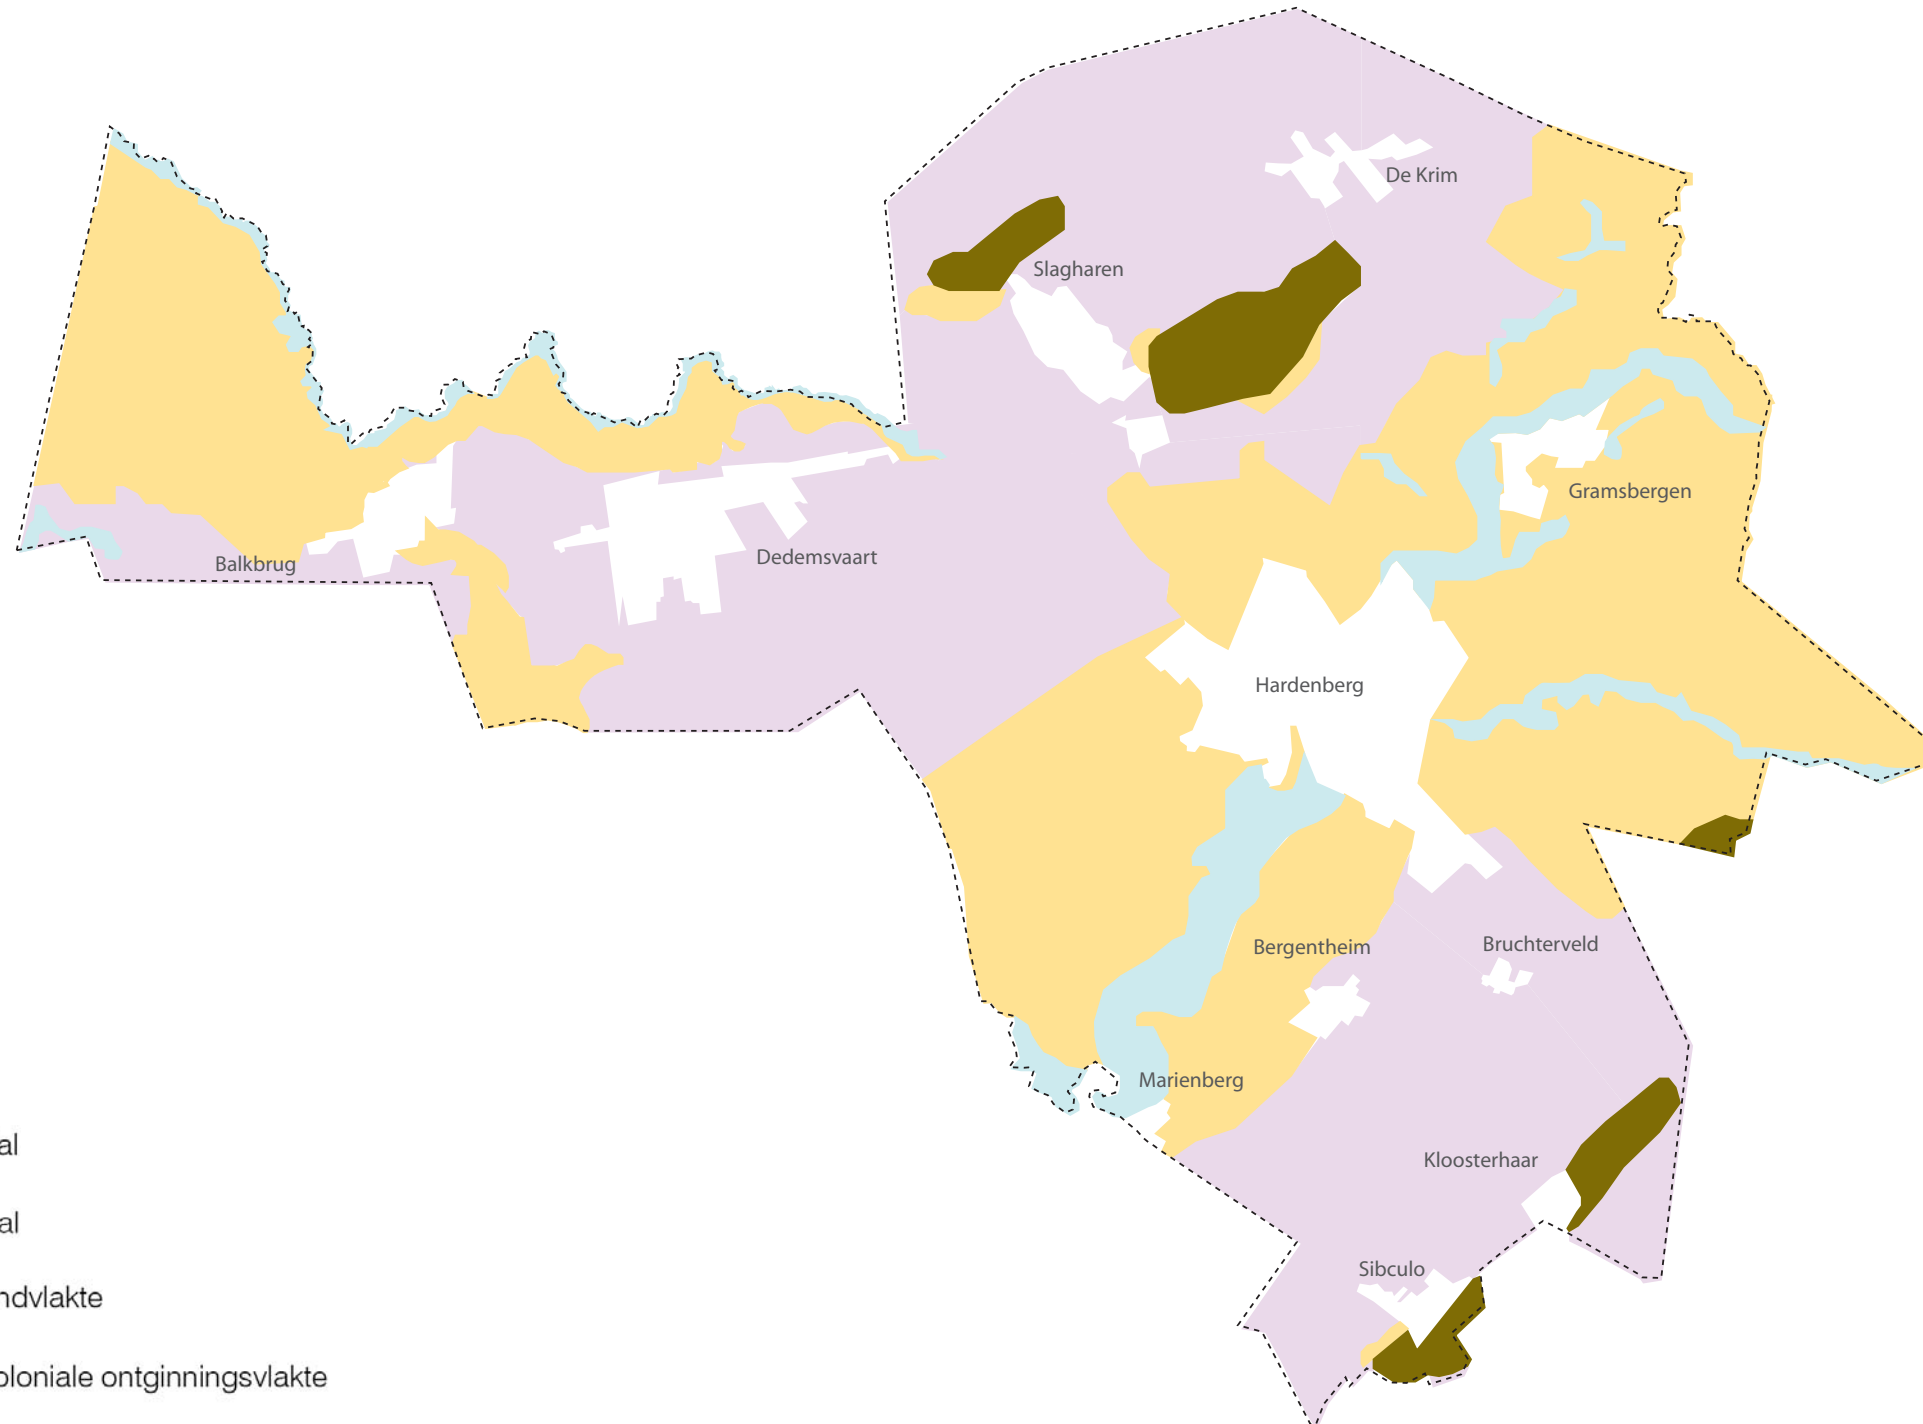 De Krim
Slagharen
Gramsbergen
Dedemsvaart
Balkbrug
Hardenberg
Bergentheim
Bruchterveld
Marienberg
Kloosterhaar
Sibculo
al
al
ndvlakte
oloniale ontginningsvlakte